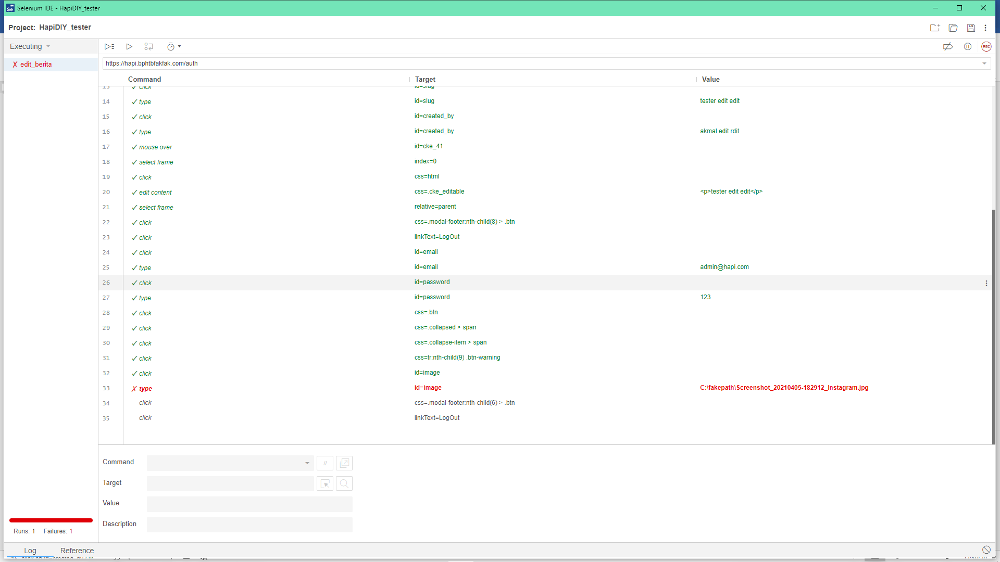 Selenium IDE - HapiDIY_tester
Project: HapiDIY_tester
Executing
REC
edit_berita
https://hapi.bphtbfakfak.com/auth
Command Target Value
13 click id=slug
14 type id=slug tester edit edit
15 click id=created_by
16 type id=created_by akmal edit rdit
17 mouse over id=cke_41
18 select frame index=0
19 click css=html
20 edit content css=.cke_editable <p>tester edit edit</p>
21 select frame relative=parent
22 click css=.modal-footer:nth-child(8) > .btn
23 click linkText=LogOut
24 click id=email
25 type id=email admin@hapi.com
26 click id=password
27 type id=password 123
28 click css=.btn
29 click css=.collapsed > span
30 click css=.collapse-item > span
31 click css=tr:nth-child(9) .btn-warning
32 click id=image
33 type id=image C:\fakepath\Screenshot_20210405-182912_Instagram.jpg
34 click css=.modal-footer:nth-child(6) > .btn
35 click linkText=LogOut
Command //
Target
Value
Description
Runs: 1 Failures: 1
Log Reference